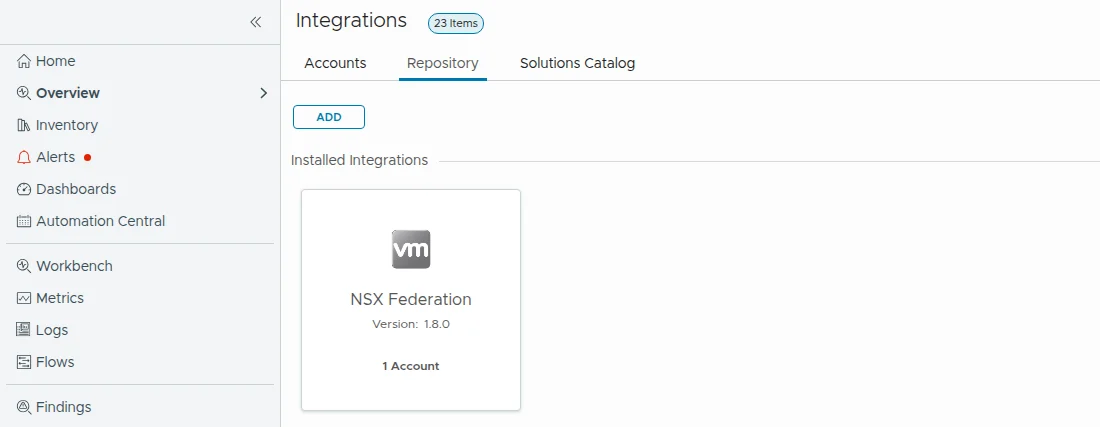 Integrations 23 Items
Accounts Repository Solutions Catalog
ADD
Installed Integrations
vm
NSX Federation
Version: 1.8.0
1 Account
Home
Overview
Inventory
Alerts
Dashboards
Automation Central
Workbench
Metrics
Logs
Flows
Findings